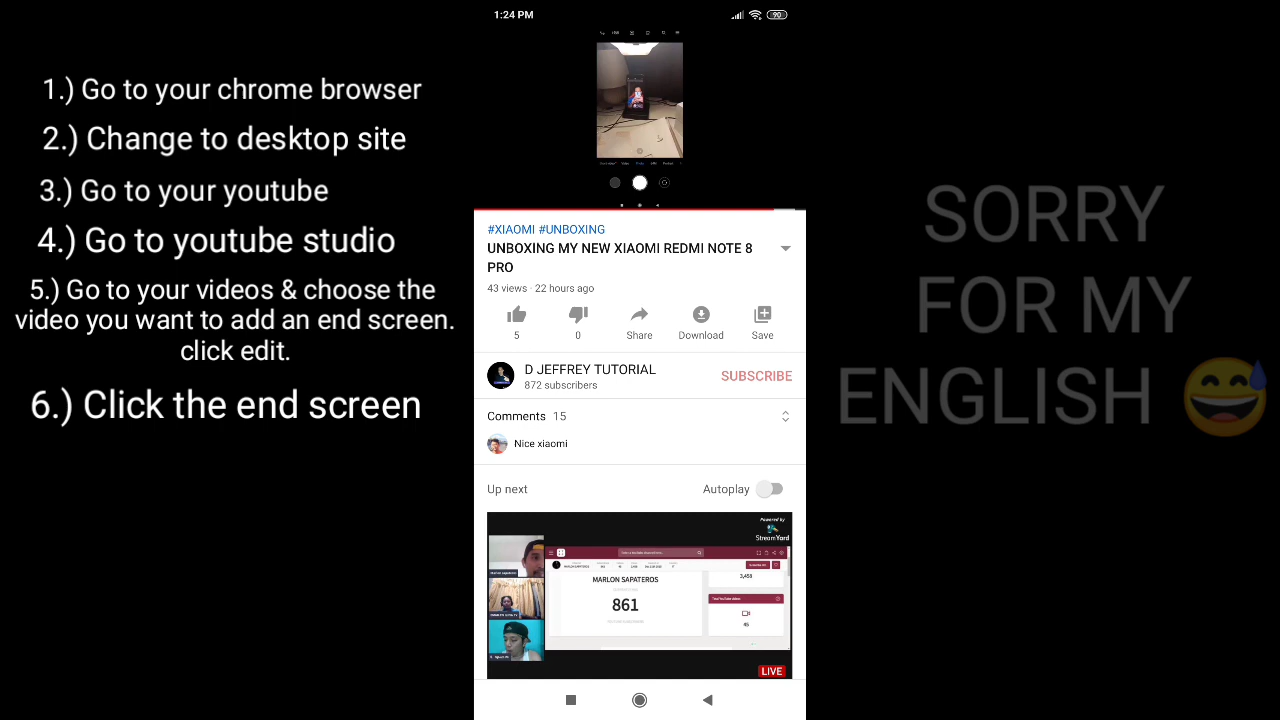 1.) Go to your chrome browser
2.) Change to desktop site
3.) Go to your youtube
4.) Go to youtube studio
5.) Go to your videos & choose the
video you want to add an end screen.
click edit.
6.) Click the end screen
1:24 PM
90
#XIAOMI #UNBOXING
UNBOXING MY NEW XIAOMI REDMI NOTE 8
PRO
43 views · 22 hours ago
5
0
Share
Download
Save
D JEFFREY TUTORIAL
872 subscribers
SUBSCRIBE
Comments 15
Nice xiaomi
Up next
Autoplay
Powered by
StreamYard
MARLON SAPATEROS
861
3,458
45
LIVE
SORRY
FOR MY
ENGLISH 😅